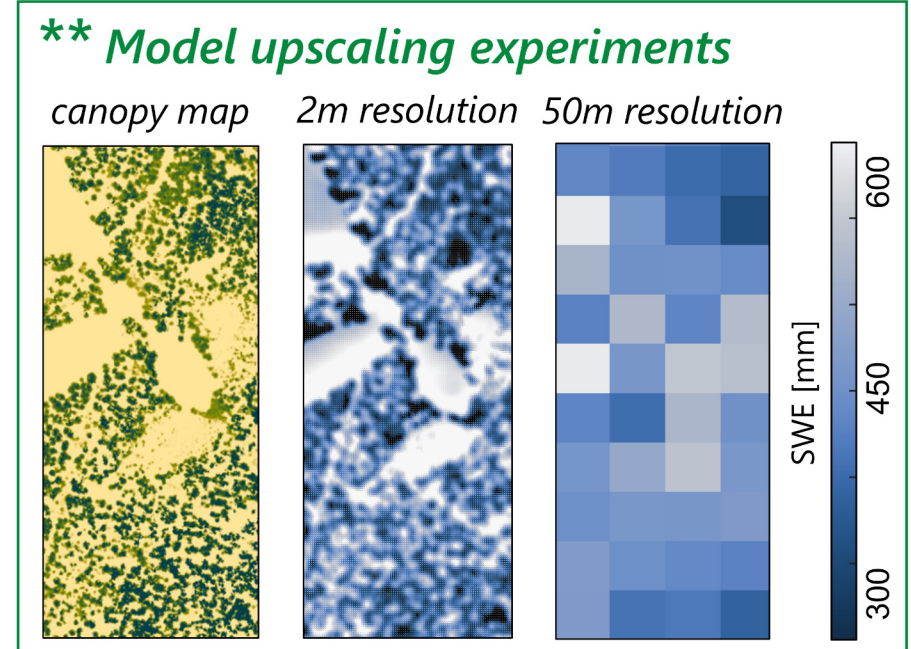 ** Model upscaling experiments
canopy map
2m resolution
50m resolution
600
450
300
SWE [mm]